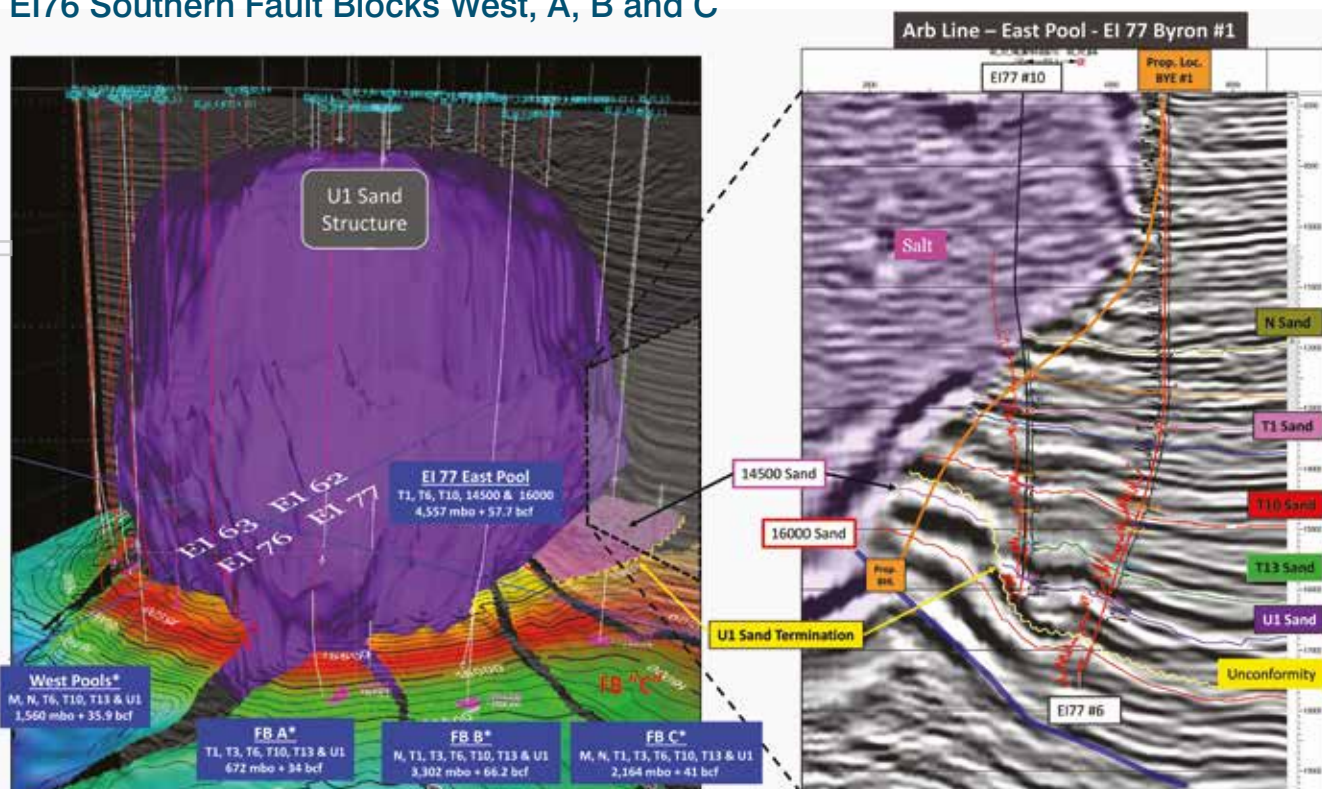 EI76 Southern Fault Blocks West, A, B and C
U1 Sand
Structure
EI 63
EI 62
EI 76
EI 77
EI 77 East Pool
T1, T6, T10, 14500 & 16000
4,557 mbo + 57.7 bcf
FB "C"
West Pools*
M, N, T6, T10, T13 & U1
1,560 mbo + 35.9 bcf
FB A*
T1, T3, T6, T10, T13 & U1
672 mbo + 34 bcf
FB B*
N, T1, T3, T6, T10, T13 & U1
3,302 mbo + 66.2 bcf
FB C*
M, N, T1, T3, T6, T10, T13 & U1
2,164 mbo + 41 bcf
Arb Line – East Pool - EI 77 Byron #1
EI77 #10
Prop. Loc.
BYE #1
Salt
N Sand
T1 Sand
14500 Sand
T10 Sand
16000 Sand
Prop.
BHL
T13 Sand
U1 Sand
U1 Sand Termination
Unconformity
EI77 #6